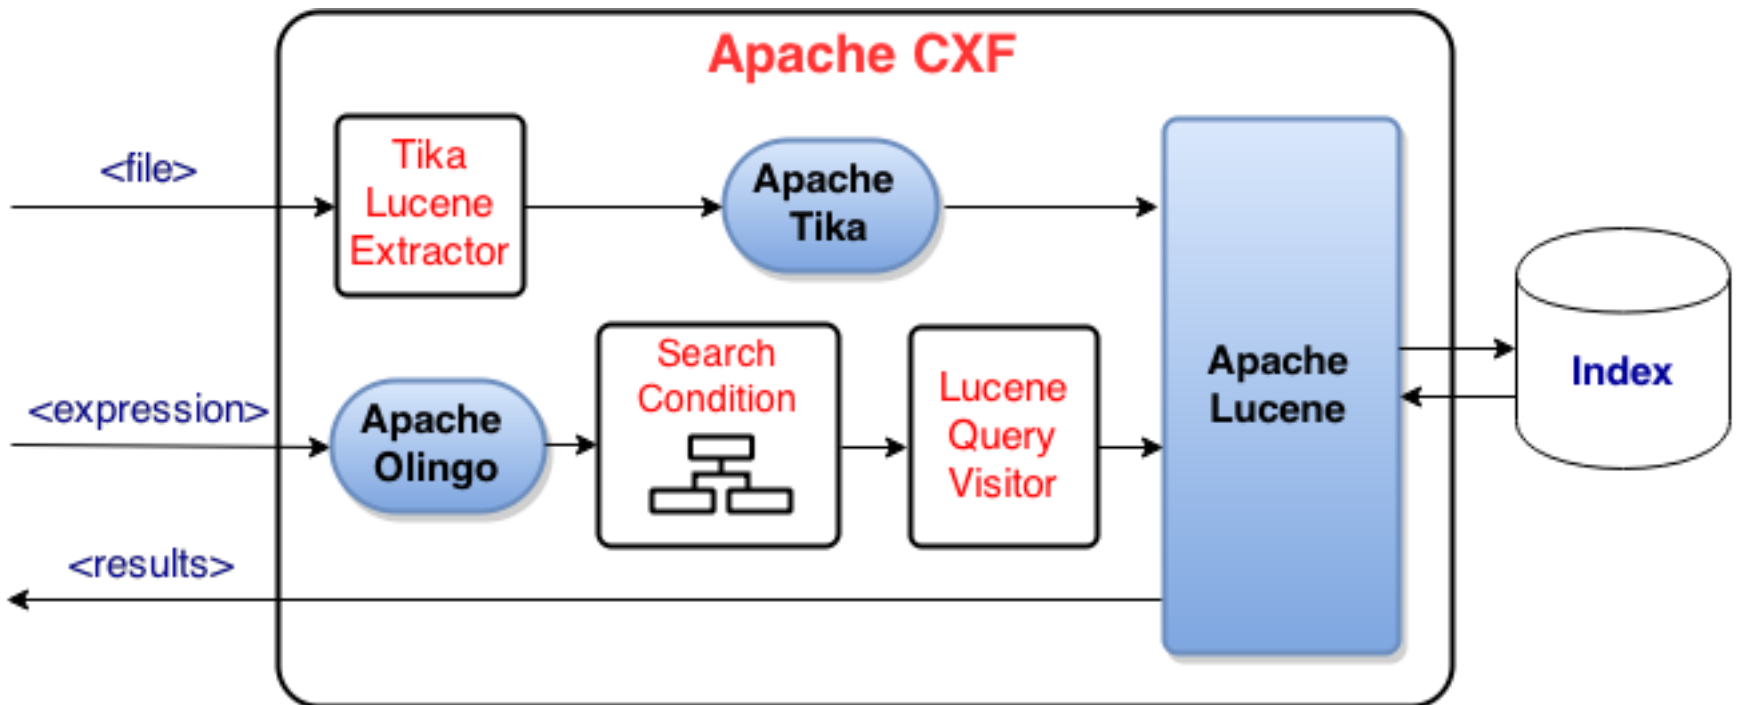 Apache CXF
<file>
Tika
Lucene
Extractor
Apache
Tika
<expression>
Apache
Olingo
Search
Condition
Lucene
Query
Visitor
Apache
Lucene
Index
<results>